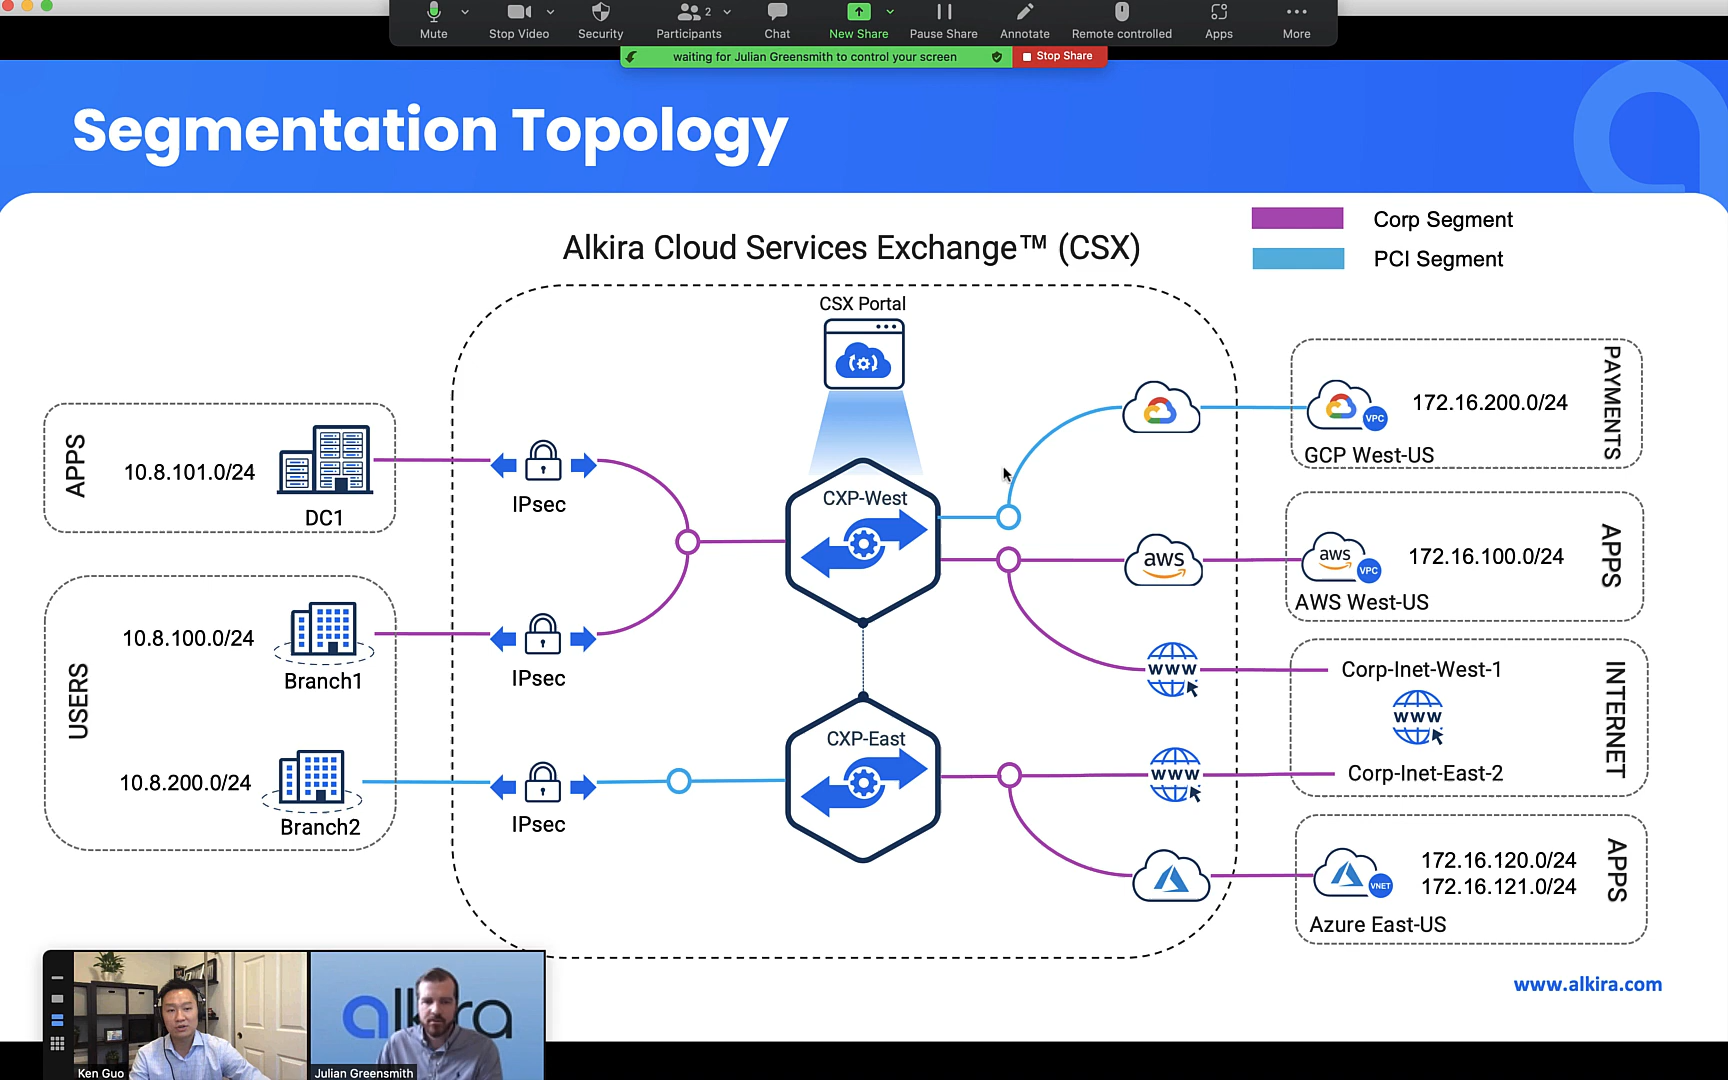 Mute
Stop Video
Security
Participants
2
Chat
New Share
Pause Share
Annotate
Remote controlled
Apps
More
waiting for Julian Greensmith to control your screen
Stop Share
Segmentation Topology
Corp Segment
PCI Segment
Alkira Cloud Services Exchange™ (CSX)
CSX Portal
APPS
10.8.101.0/24
DC1
IPsec
USERS
10.8.100.0/24
Branch1
IPsec
10.8.200.0/24
Branch2
IPsec
CXP-West
CXP-East
aws
www
www
PAYMENTS
172.16.200.0/24
VPC
GCP West-US
APPS
aws
172.16.100.0/24
VPC
AWS West-US
INTERNET
Corp-Inet-West-1
www
Corp-Inet-East-2
APPS
172.16.120.0/24
172.16.121.0/24
VNET
Azure East-US
www.alkira.com
alkira
Ken Guo
Julian Greensmith